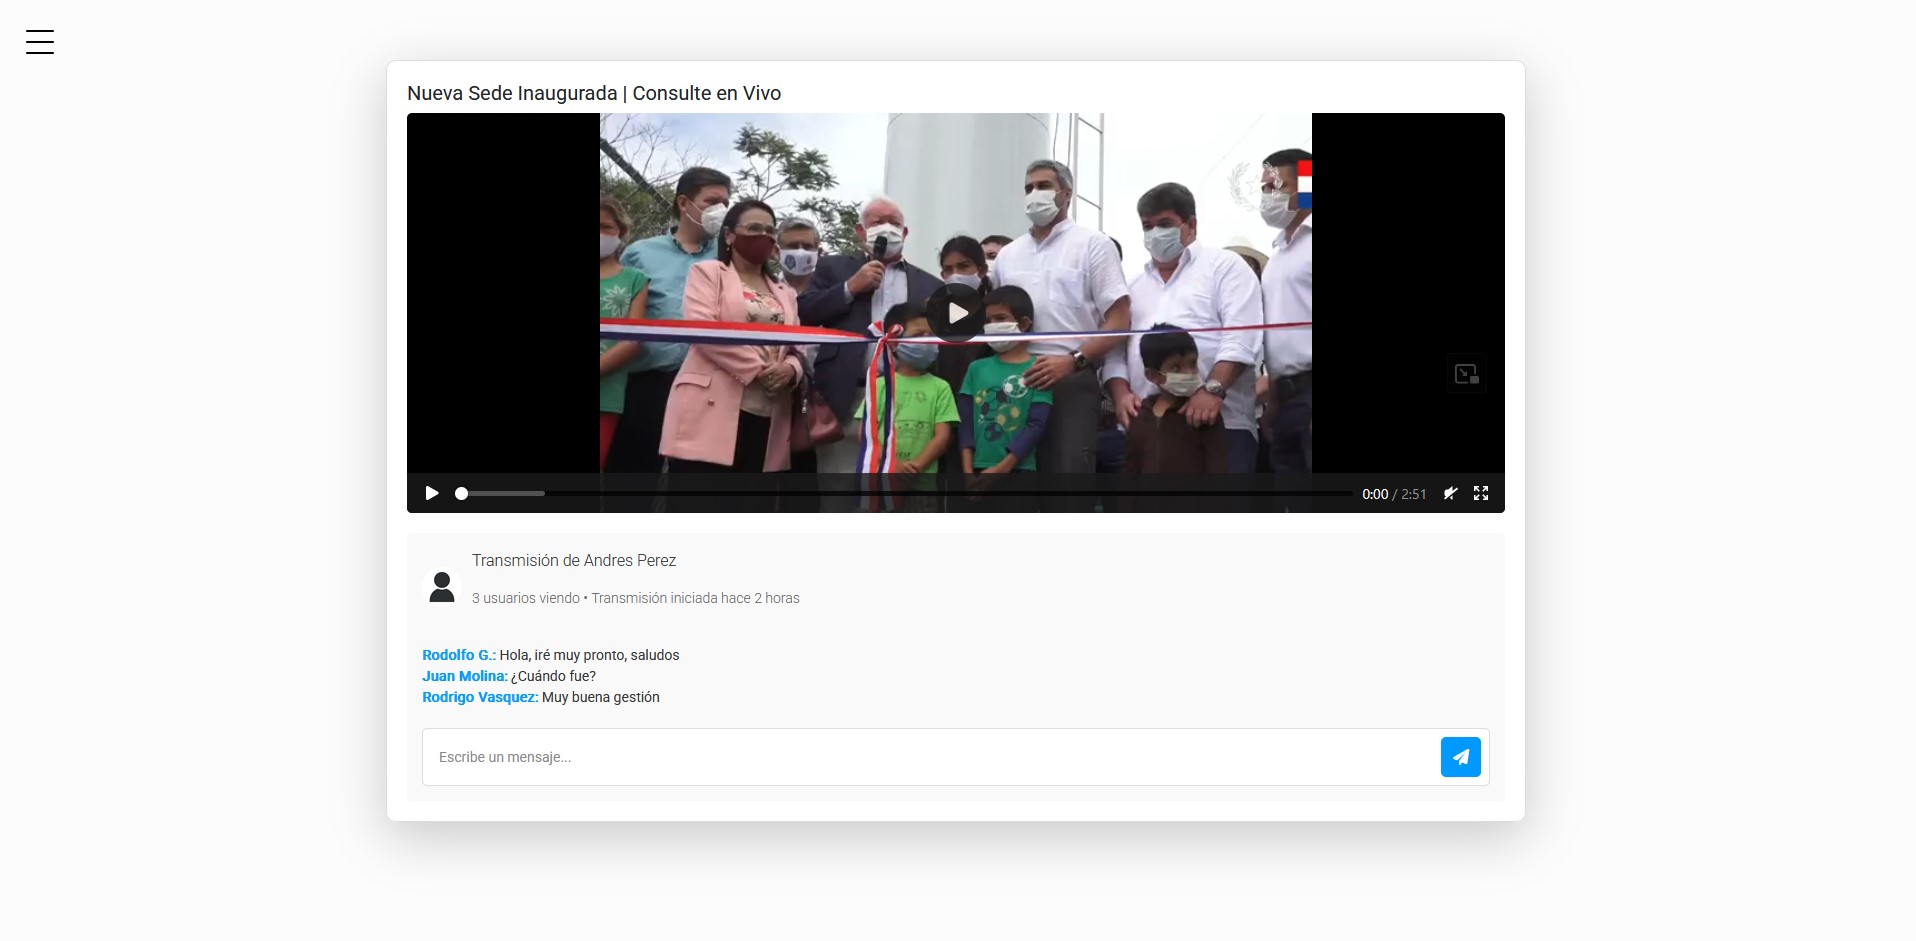 Nueva Sede Inaugurada | Consulte en Vivo
0:00 / 2:51
Transmisión de Andres Perez
3 usuarios viendo • Transmisión iniciada hace 2 horas
Rodolfo G.: Hola, iré muy pronto, saludos
Juan Molina: ¿Cuándo fue?
Rodrigo Vasquez: Muy buena gestión
Escribe un mensaje...